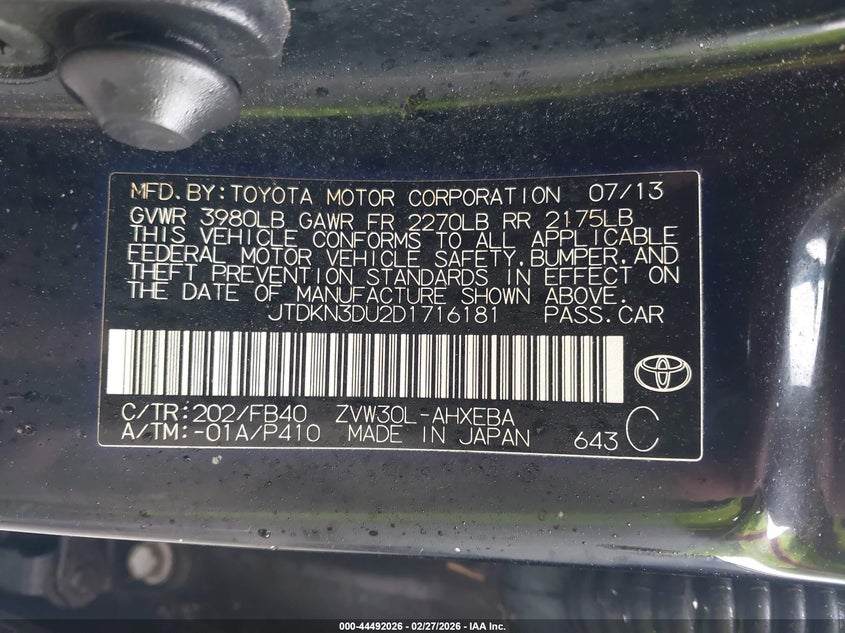 MFD.BY:TOYOTA MOTOR CORPORATION 07/13
GVWR 3980LB GAWR FR 2270LB RR 2175LB
THIS VEHICLE CONFORMS TO ALL APPLICABLE
FEDERAL MOTOR VEHICLE SAFETY,BUMPER,AND
THEFT PREVENTION STANDARDS IN EFFECT ON
THE DATE OF MANUFACTURE SHOWN ABOVE.
JTDKN3DU2D1716181 PASS.CAR
C/TR:202/FB40 ZVW30L-AHXEBA
A/TM:-01A/P410 MADE IN JAPAN 643 C
000-44492026 - 02/27/2026 - IAA Inc.